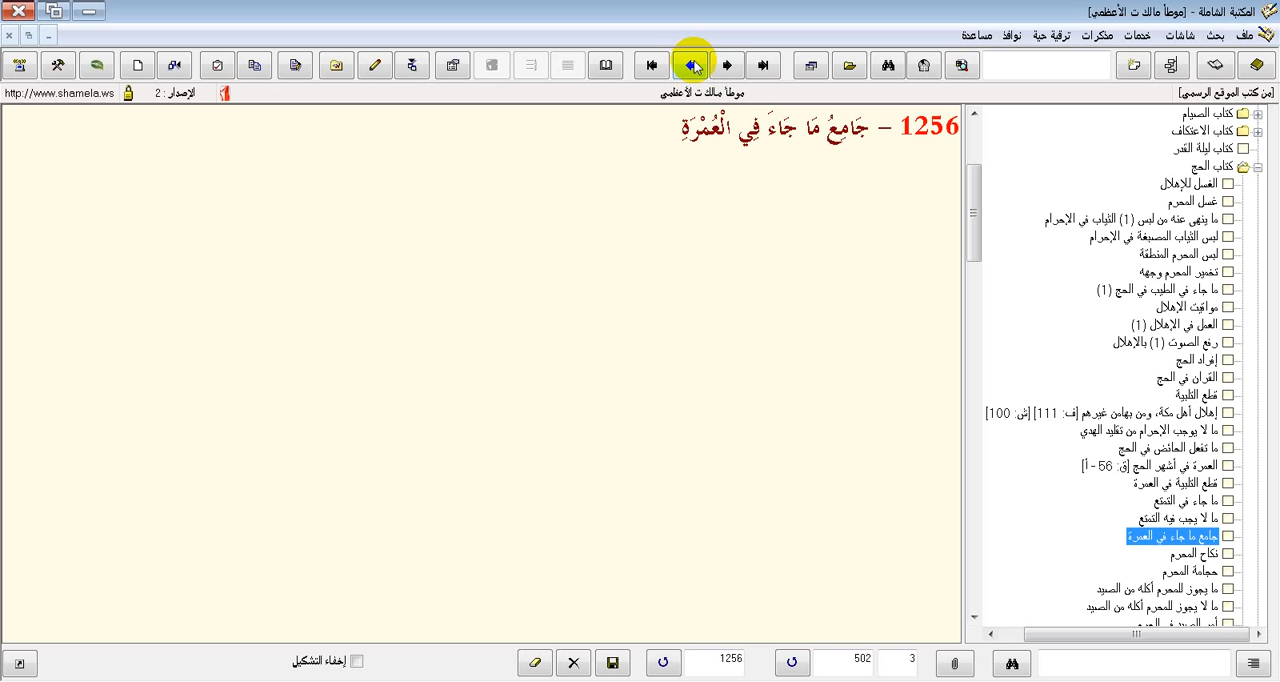 المكتبة الشاملة - [موطأ مالك ت الأعظمي]
ملف بحث شاشات خدمات مذكرات ترقية حية نوافذ مساعدة
[من كتب الموقع الرسمي] موطأ مالك ت الأعظمي الإصدار: 2 http://www.shamela.ws
1256 – جَامِعُ مَا جَاءَ فِي الْعُمْرَةِ
كتاب الصيام
كتاب الاعتكاف
كتاب ليلة القدر
كتاب الحج
الغسل للإهلال
غسل المحرم
ما ينهى عنه من لبس (1) الثياب في الإحرام
لبس الثياب المصبغة في الإحرام
لبس المحرم المنطقة
تخمير المحرم وجهه
ما جاء في الطيب في الحج (1)
مواقيت الإهلال
العمل في الإهلال (1)
رفع الصوت (1) بالإهلال
إفراد الحج
القران في الحج
قطع التلبية
إهلال أهل مكة، ومن بهامن غيرهم [ف: 111] [ش: 100]
ما لا يوجب الإحرام من تقليد الهدي
ما تفعل الحائض في الحج
العمرة في أشهر الحج [ق: 56 - أ]
قطع التلبية في العمرة
ما جاء في التمتع
ما لا يجب فيه التمتع
جامع ما جاء في العمرة
نكاح المحرم
حجامة المحرم
ما يجوز للمحرم أكله من الصيد
ما لا يجوز للمحرم أكله من الصيد
أمر الصيد في الحرم
3 502 1256 إخفاء التشكيل